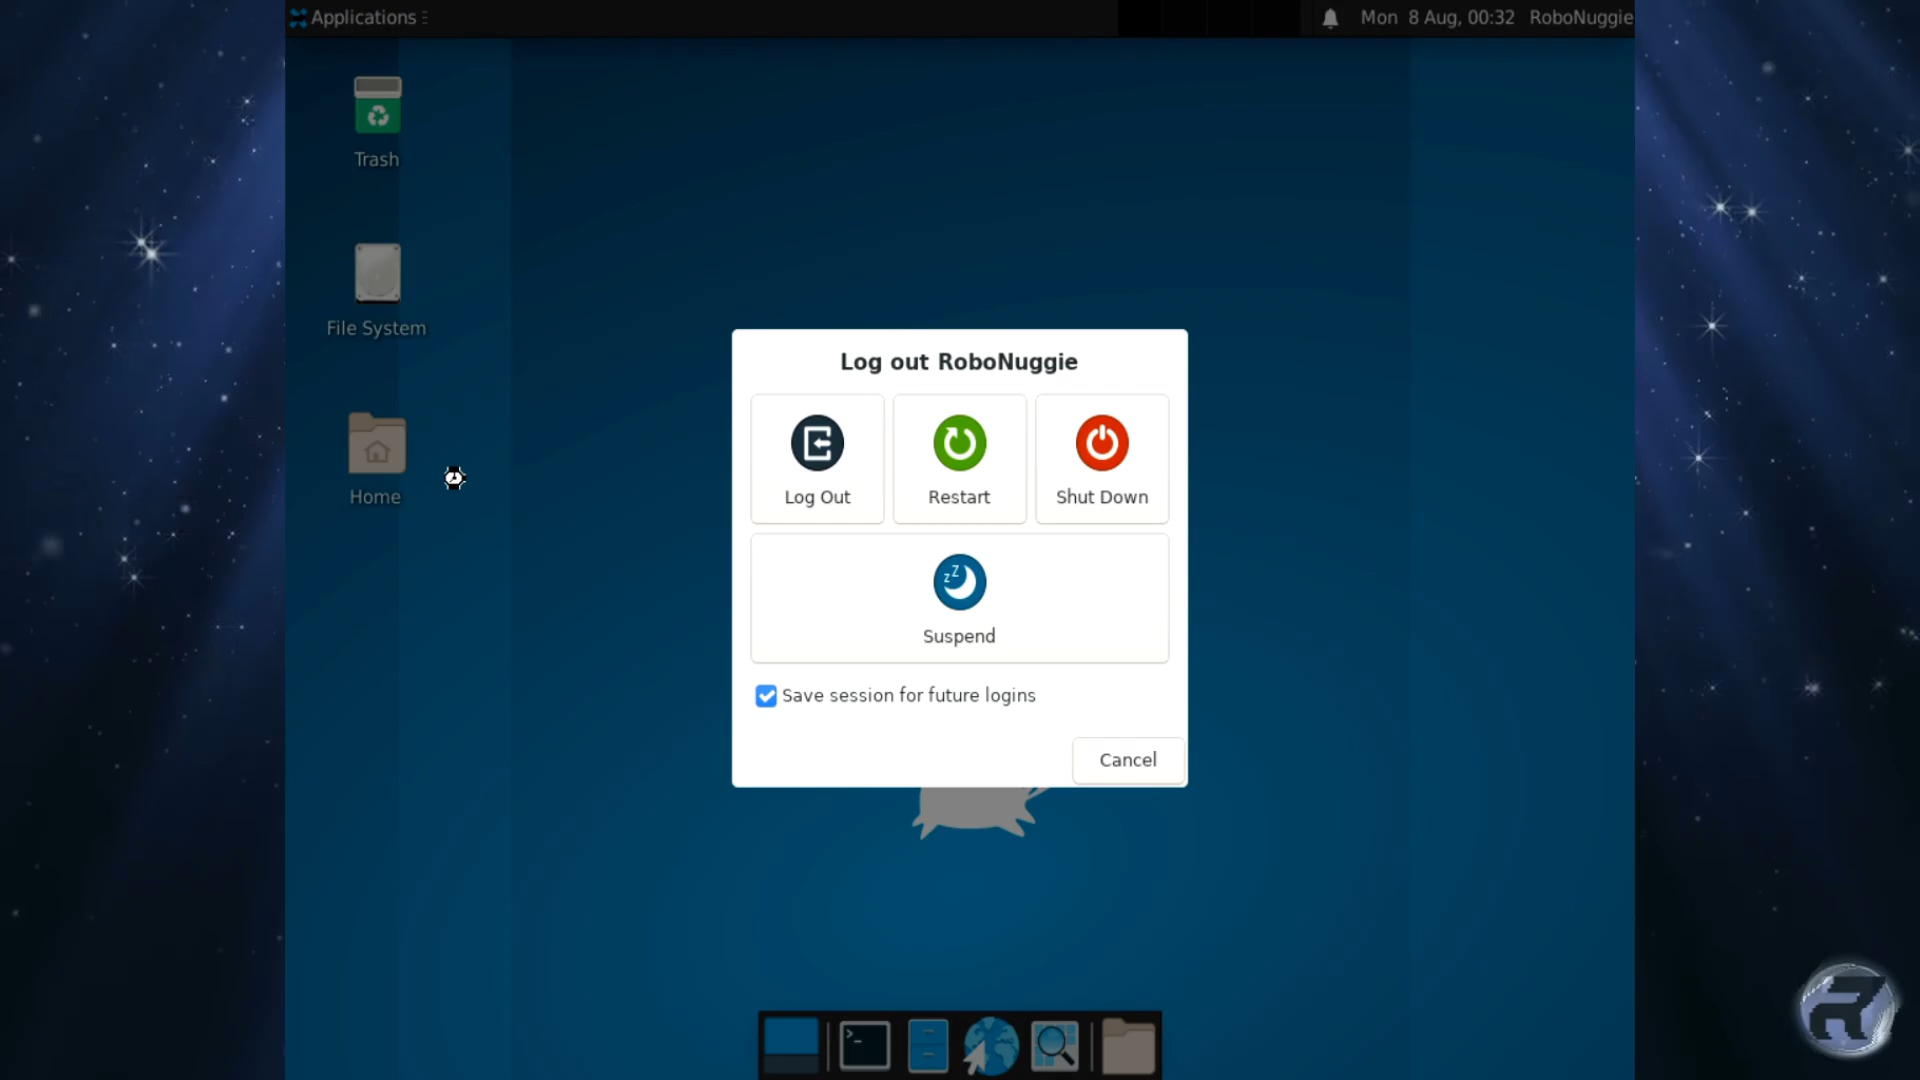 Applications
Mon 8 Aug, 00:32 RoboNuggie
Trash
File System
Home
Log out RoboNuggie
Log Out
Restart
Shut Down
zZ
Suspend
Save session for future logins
Cancel
>-
R